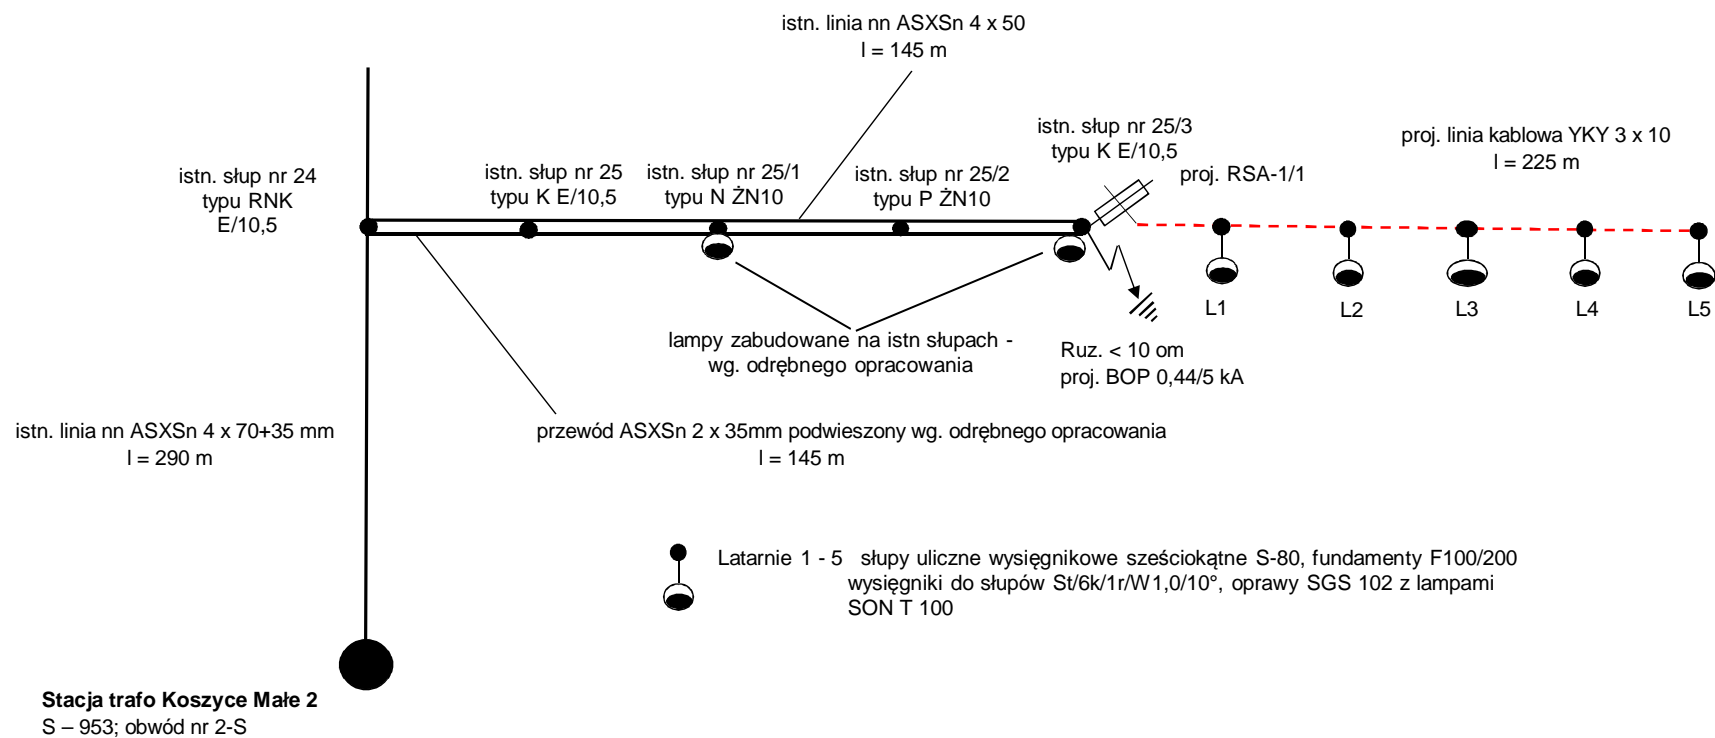 istn. linia nn ASXSn 4 x 50
l = 145 m
istn. słup nr 24
typu RNK
E/10,5
istn. słup nr 25
typu K E/10,5
istn. słup nr 25/1
typu N ŻN10
istn. słup nr 25/2
typu P ŻN10
istn. słup nr 25/3
typu K E/10,5
proj. RSA-1/1
proj. linia kablowa YKY 3 x 10
l = 225 m
L1
L2
L3
L4
L5
lampy zabudowane na istn słupach -
wg. odrębnego opracowania
Ruz. < 10 om
proj. BOP 0,44/5 kA
istn. linia nn ASXSn 4 x 70+35 mm
l = 290 m
przewód ASXSn 2 x 35mm podwieszony wg. odrębnego opracowania
l = 145 m
Latarnie 1 - 5 słupy uliczne wysięgnikowe sześciokątne S-80, fundamenty F100/200
wysięgniki do słupów St/6k/1r/W1,0/10°, oprawy SGS 102 z lampami
SON T 100
Stacja trafo Koszyce Małe 2
S – 953; obwód nr 2-S